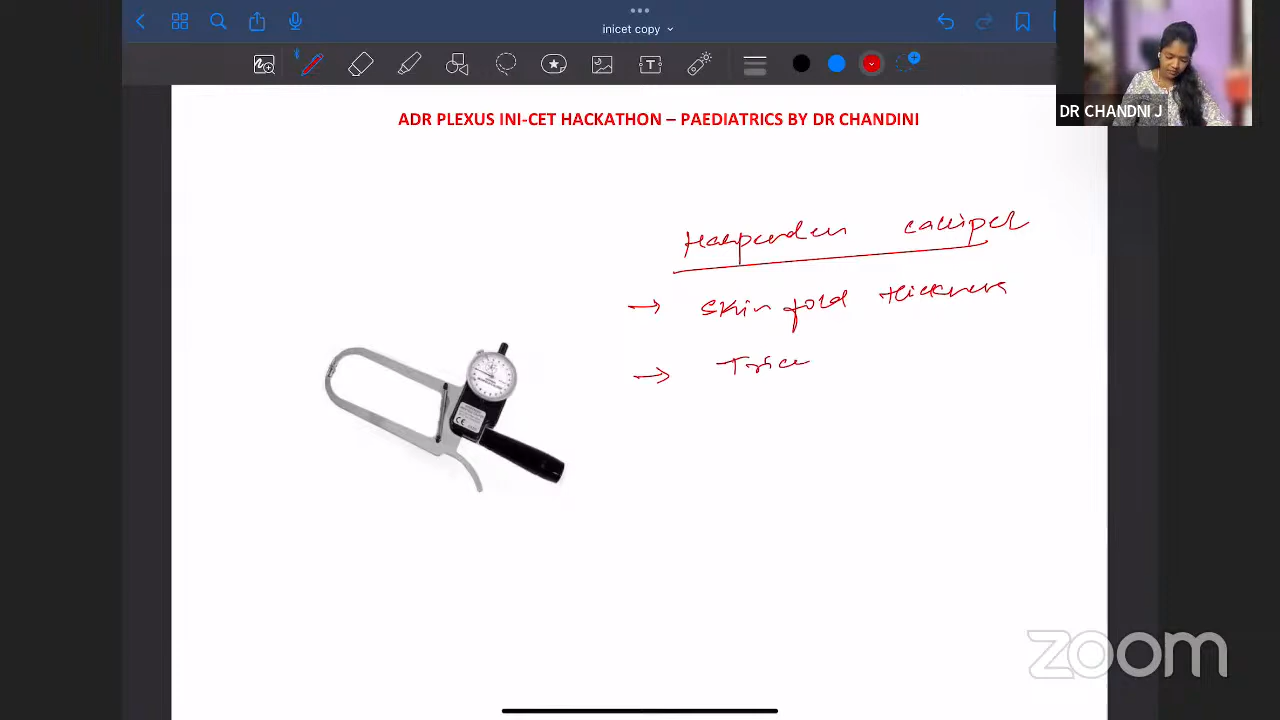 inicet copy
T
DR CHANDNI J
ADR PLEXUS INI-CET HACKATHON – PAEDIATRICS BY DR CHANDINI
Harpenden calliper
→ Skin fold thickness
→ Trice
CE
zoom